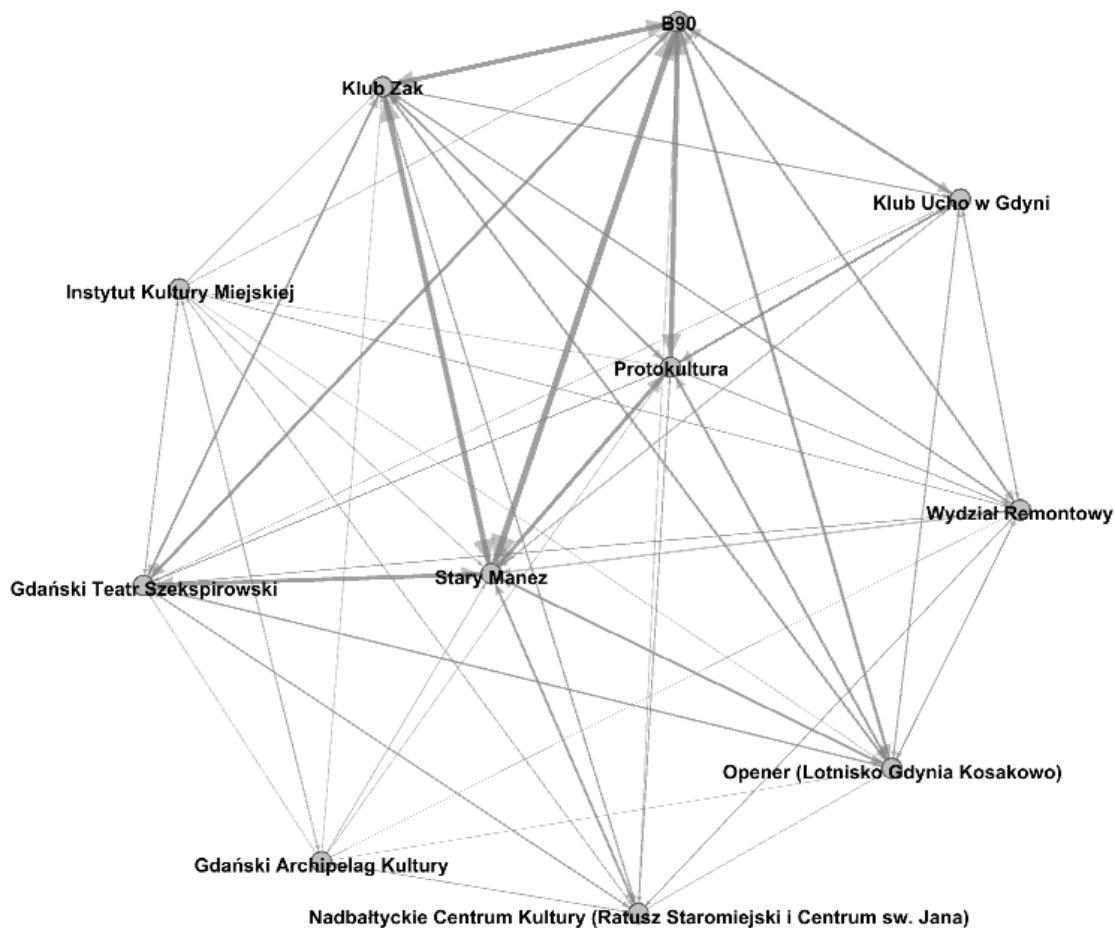 B90
Klub Zak
Klub Ucho w Gdyni
Instytut Kultury Miejskiej
Protokultura
Wydział Remontowy
Gdański Teatr Szekspirowski
Stary Manez
Opener (Lotnisko Gdynia Kosakowo)
Gdański Archipelag Kultury
Nadbałtyckie Centrum Kultury (Ratusz Staromiejski i Centrum sw. Jana)